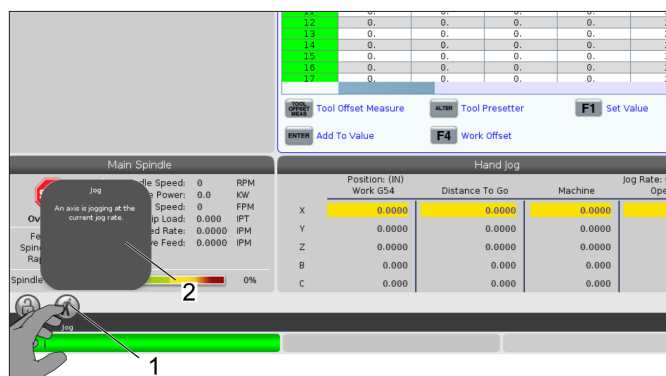 11 0. 0. 0. 0.
12 0. 0. 0. 0.
13 0. 0. 0. 0.
14 0. 0. 0. 0.
15 0. 0. 0. 0.
16 0. 0. 0. 0.
17 0. 0. 0. 0.
TOOL OFFSET MEAS Tool Offset Measure ALTER Tool Presetter F1 Set Value
ENTER Add To Value F4 Work Offset
Main Spindle
Speed: 0 RPM
Power: 0.0 KW
Speed: 0 FPM
Load: 0.000 IPT
Rate: 0.0000 IPM
Feed: 0.0000 IPM
Spindle
0%
Jog
An axis is jogging at the
current jog rate.
2
Jog
1
Hand Jog
Position: (IN) Jog Rate:
Work G54 Distance To Go Machine
X 0.0000 0.0000 0.0000
Y 0.0000 0.0000 0.0000
Z 0.0000 0.0000 0.0000
B 0.000 0.000 0.000
C 0.000 0.000 0.000